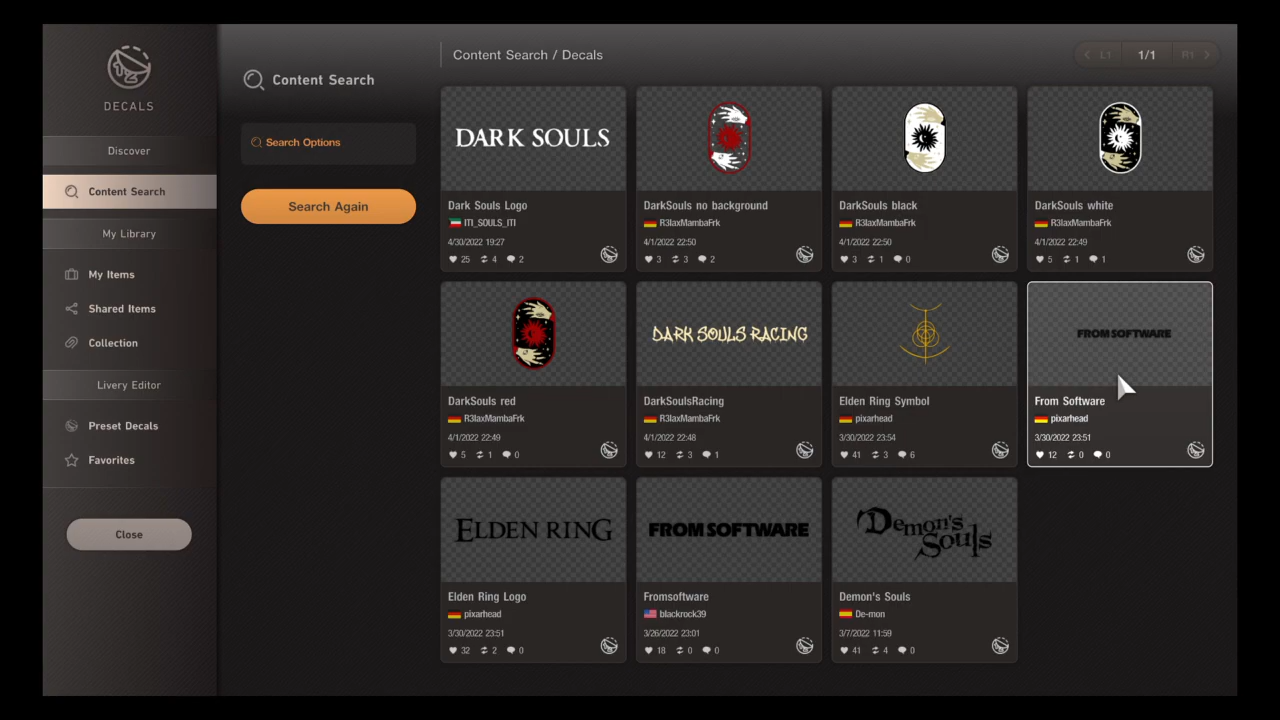 DECALS
Discover
Content Search
My Library
My Items
Shared Items
Collection
Livery Editor
Preset Decals
Favorites
Close
Content Search
Search Options
Search Again
Content Search / Decals
L1 1/1 R1
DARK SOULS
Dark Souls Logo
ITI_SOULS_ITI
4/30/2022 19:27
25 4 2
DarkSouls no background
R3laxMambaFrk
4/1/2022 22:50
3 3 2
DarkSouls black
R3laxMambaFrk
4/1/2022 22:50
3 1 0
DarkSouls white
R3laxMambaFrk
4/1/2022 22:49
5 1 1
DarkSouls red
R3laxMambaFrk
4/1/2022 22:49
5 1 0
DARK SOULS RACING
DarkSoulsRacing
R3laxMambaFrk
4/1/2022 22:48
12 3 1
Elden Ring Symbol
pixarhead
3/30/2022 23:54
41 3 6
FROM SOFTWARE
From Software
pixarhead
3/30/2022 23:51
12 0 0
ELDEN RING
Elden Ring Logo
pixarhead
3/30/2022 23:51
32 2 0
FROM SOFTWARE
Fromsoftware
blackrock39
3/26/2022 23:01
18 0 0
Demon's
Souls
Demon's Souls
De-mon
3/7/2022 11:59
41 4 0